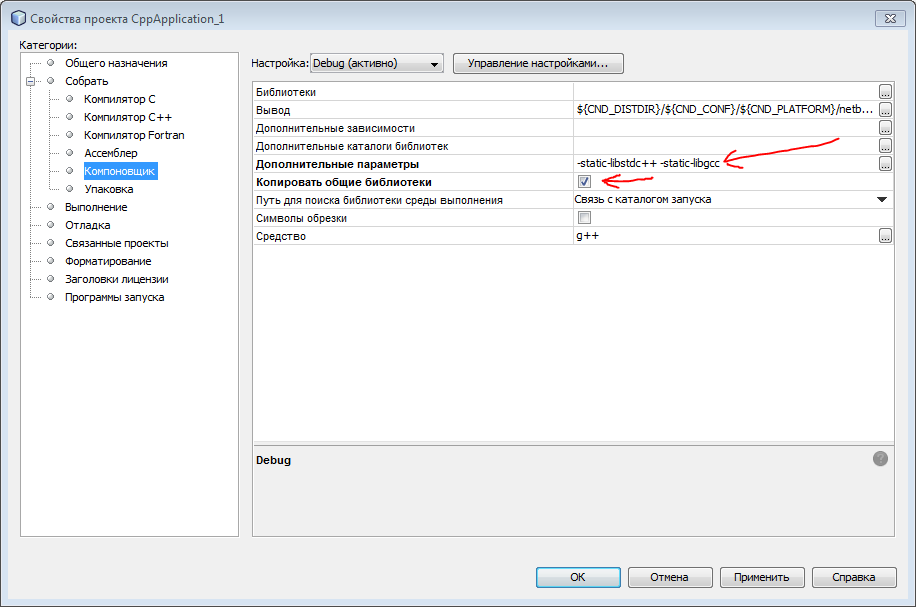 Свойства проекта CppApplication_1
Категории:
Общего назначения
Собрать
Компилятор C
Компилятор C++
Компилятор Fortran
Ассемблер
Компоновщик
Упаковка
Выполнение
Отладка
Связанные проекты
Форматирование
Заголовки лицензии
Программы запуска
Настройка: Debug (активно) Управление настройками...
Библиотеки ...
Вывод ${CND_DISTDIR}/${CND_CONF}/${CND_PLATFORM}/netb... ...
Дополнительные зависимости ...
Дополнительные каталоги библиотек ...
Дополнительные параметры -static-libstdc++ -static-libgcc ...
Копировать общие библиотеки
Путь для поиска библиотеки среды выполнения Связь с каталогом запуска
Символы обрезки
Средство g++ ...
Debug ?
OK Отмена Применить Справка